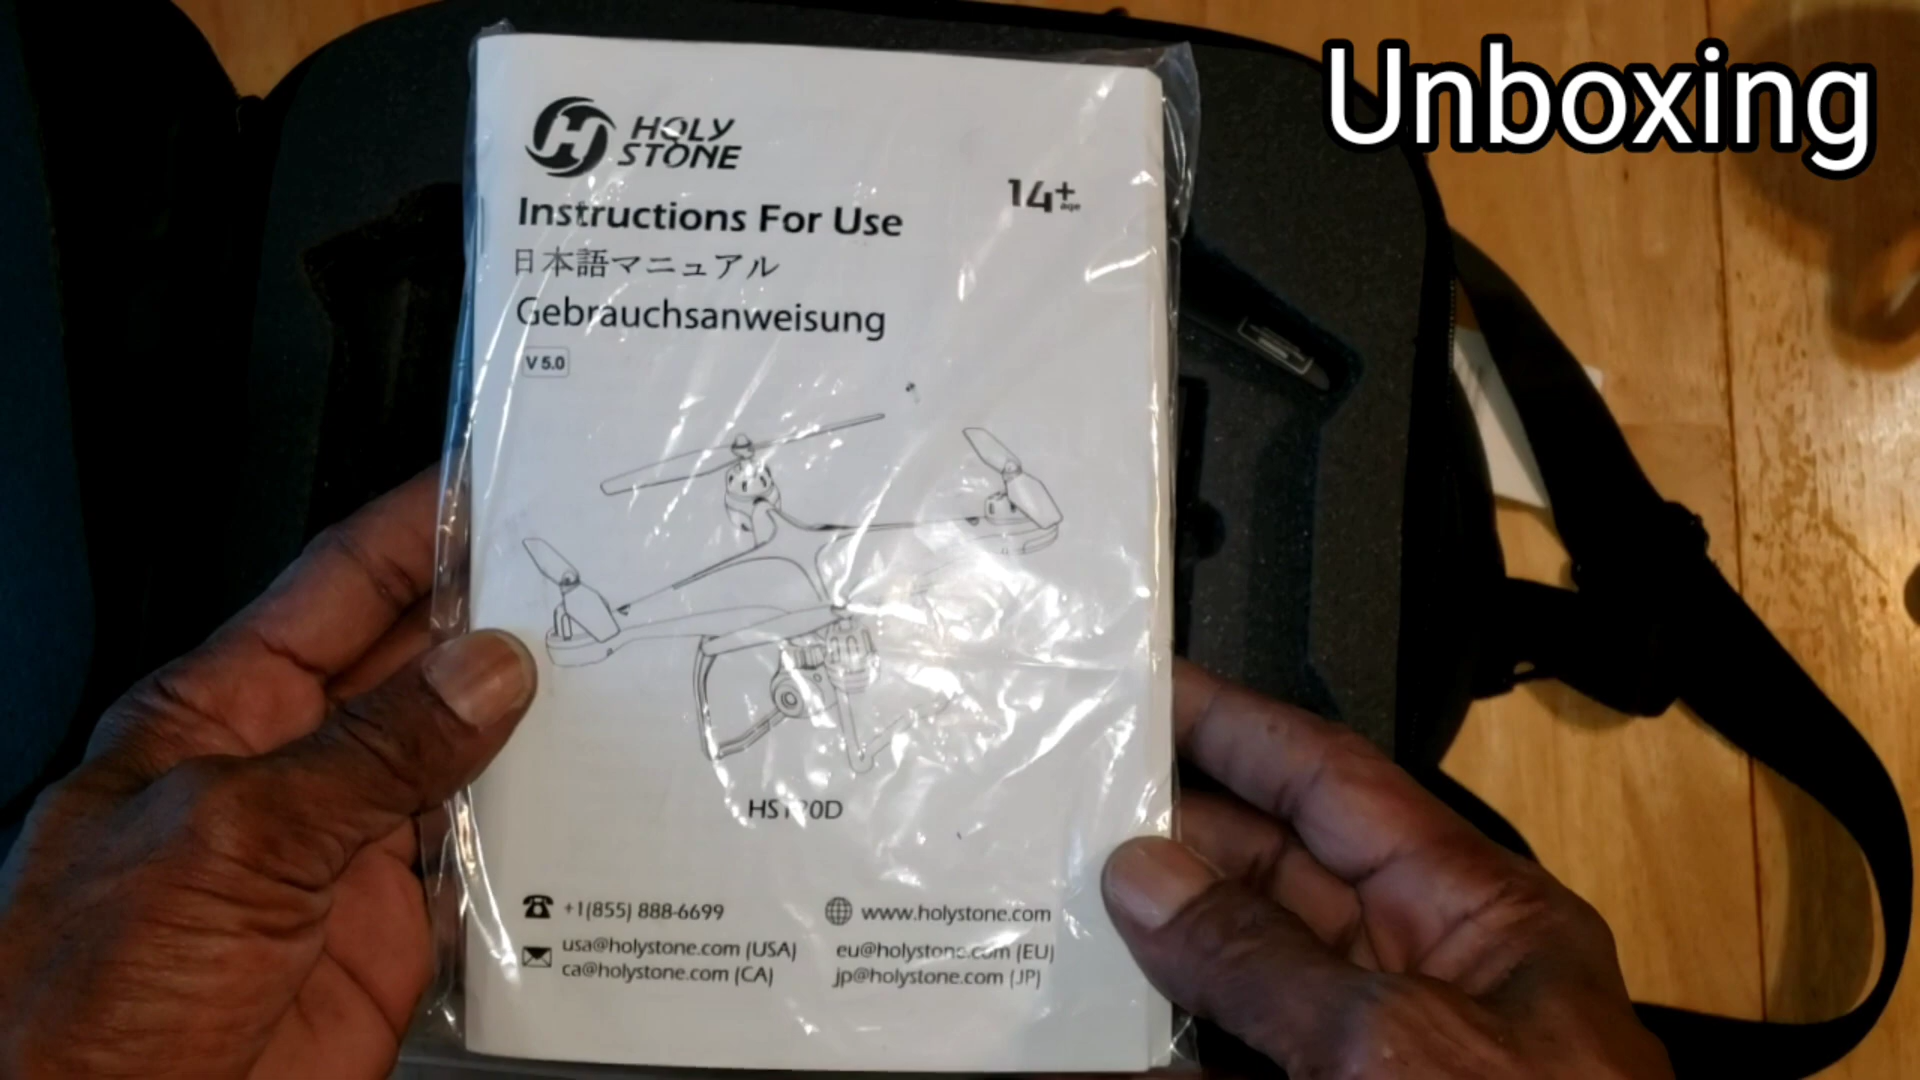 Unboxing
HOLY
STONE
14+
age
Instructions For Use
日本語マニュアル
Gebrauchsanweisung
V 5.0
+1(855) 888-6699
www.holystone.com
usa@holystone.com (USA)
eu@holystone.com (EU)
ca@holystone.com (CA)
jp@holystone.com (JP)